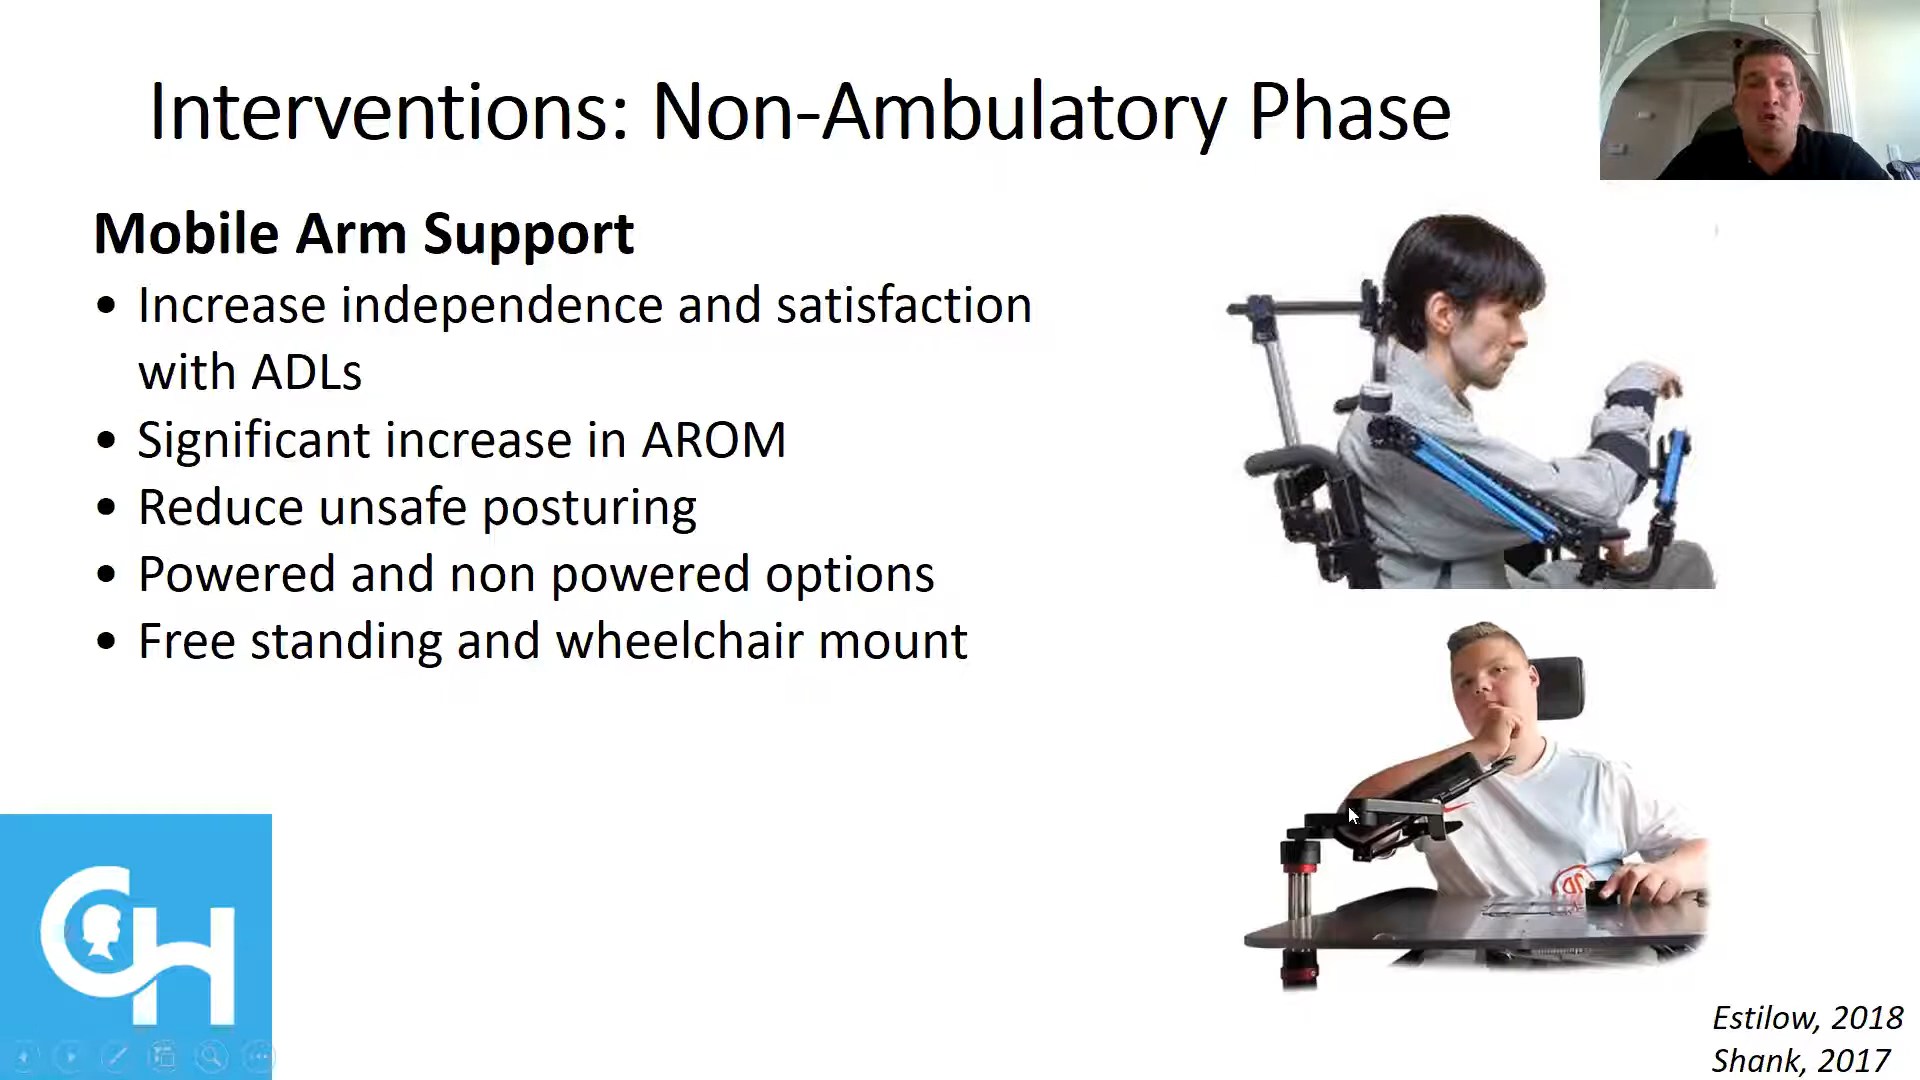 Interventions: Non-Ambulatory Phase
Mobile Arm Support
• Increase independence and satisfaction
with ADLs
• Significant increase in AROM
• Reduce unsafe posturing
• Powered and non powered options
• Free standing and wheelchair mount
CH
Estilow, 2018
Shank, 2017